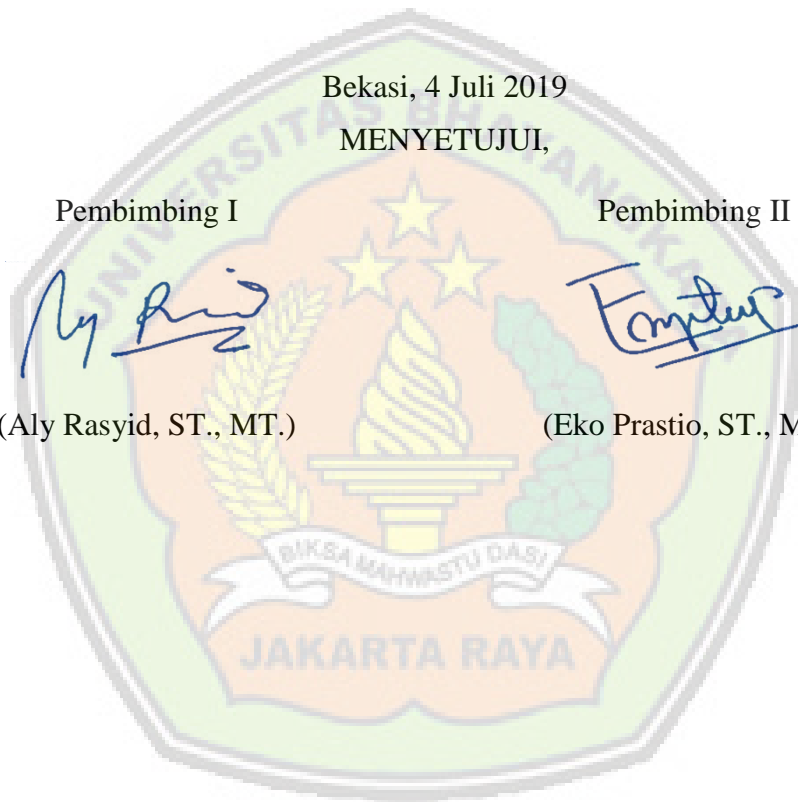 Bekasi, 4 Juli 2019
MENYETUJUI,
Pembimbing I Pembimbing II
(Aly Rasyid, ST., MT.) (Eko Prastio, ST., M
UNIVERSITAS BHAYANGKARA
BIKSA MAHWASTU DASI
JAKARTA RAYA